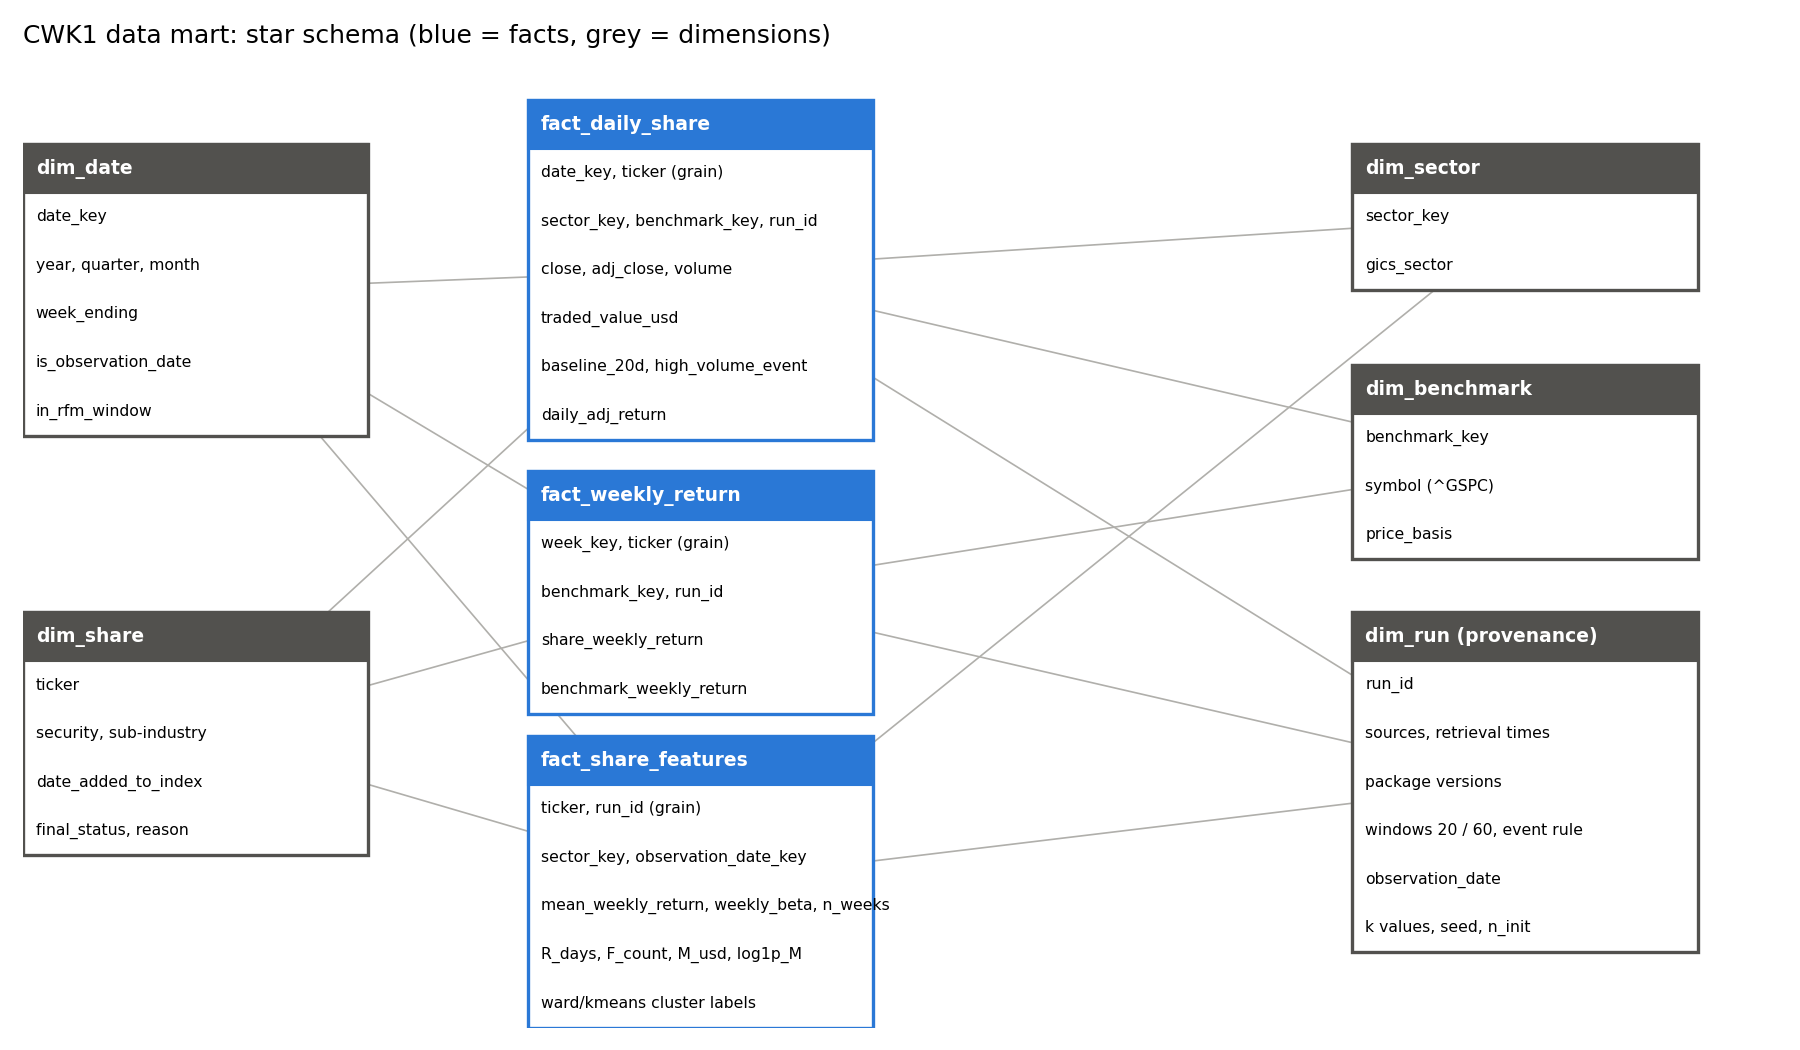 CWK1 data mart: star schema (blue = facts, grey = dimensions)
dim_date
date_key
year, quarter, month
week_ending
is_observation_date
in_rfm_window
dim_share
ticker
security, sub-industry
date_added_to_index
final_status, reason
fact_daily_share
date_key, ticker (grain)
sector_key, benchmark_key, run_id
close, adj_close, volume
traded_value_usd
baseline_20d, high_volume_event
daily_adj_return
fact_weekly_return
week_key, ticker (grain)
benchmark_key, run_id
share_weekly_return
benchmark_weekly_return
fact_share_features
ticker, run_id (grain)
sector_key, observation_date_key
mean_weekly_return, weekly_beta, n_weeks
R_days, F_count, M_usd, log1p_M
ward/kmeans cluster labels
dim_sector
sector_key
gics_sector
dim_benchmark
benchmark_key
symbol (^GSPC)
price_basis
dim_run (provenance)
run_id
sources, retrieval times
package versions
windows 20 / 60, event rule
observation_date
k values, seed, n_init